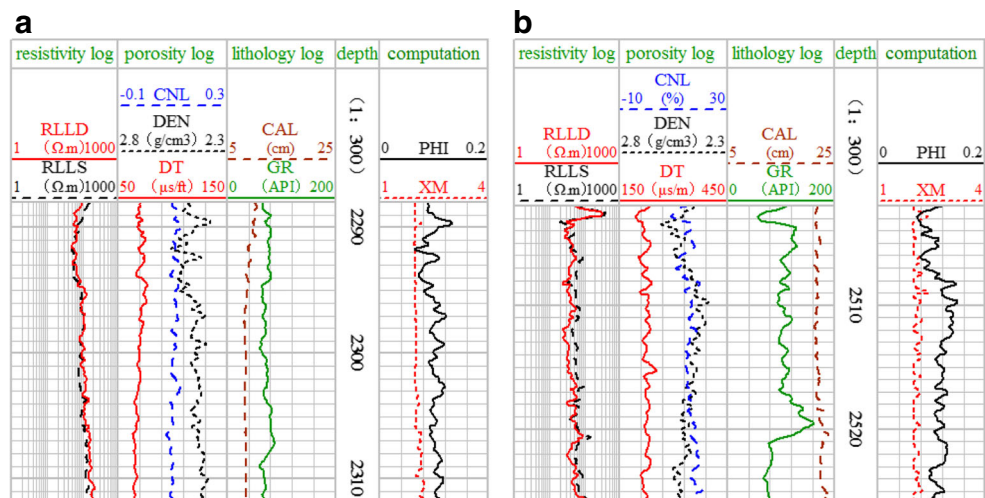 a
resistivity log porosity log lithology log depth computation
-0.1 CNL 0.3
DEN
2.8 (g/cm3) 2.3
RLLD
1 (Ω.m) 1000
RLLS
1 (Ω.m) 1000
DT
50 (μs/ft) 150
CAL
5 (cm) 25
GR
0 (API) 200
(1: 300)
0 PHI 0.2
1 XM 4
2290
2300
2310
b
resistivity log porosity log lithology log depth computation
CNL
-10 (%) 30
DEN
2.8 (g/cm3) 2.3
RLLD
1 (Ω.m) 1000
RLLS
1 (Ω.m) 1000
DT
150 (μs/m) 450
CAL
5 (cm) 25
GR
0 (API) 200
(1: 300)
0 PHI 0.2
1 XM 4
2510
2520